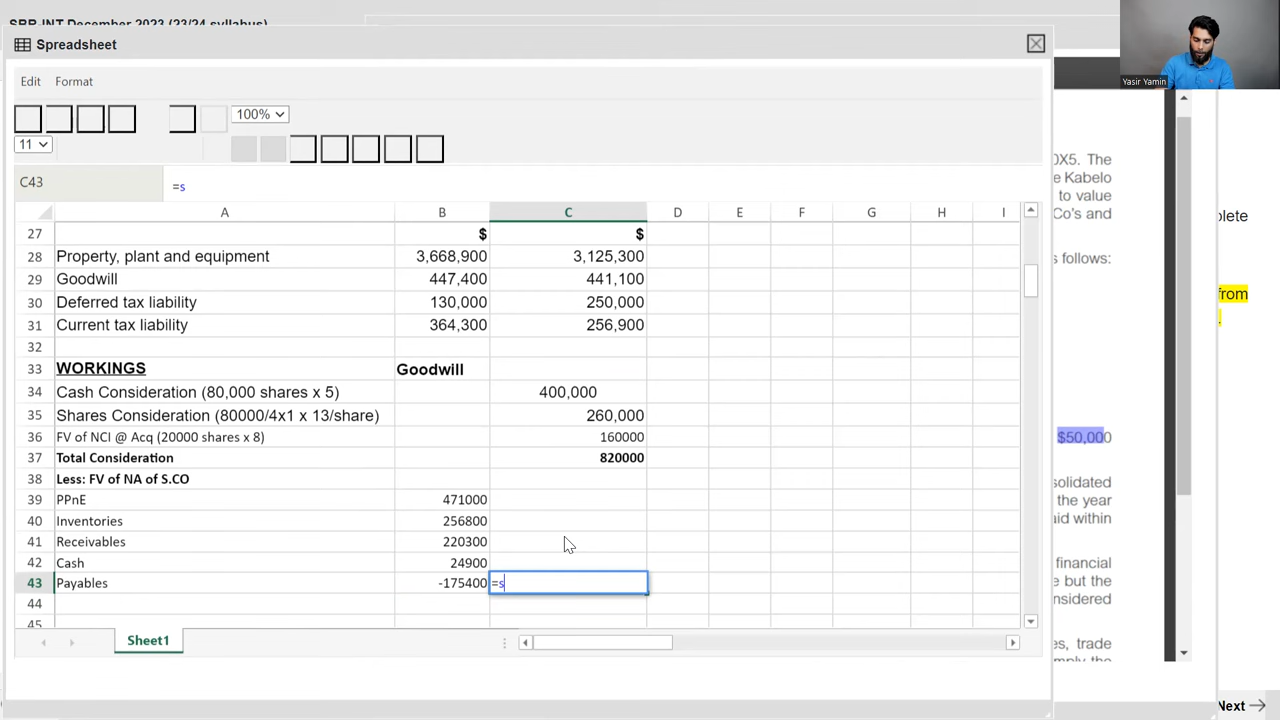 SBR-INT December 2023 (23/24 syllabus)
Spreadsheet
Yasir Yamin
Edit Format
100%
11
C43 =s
A B C D E F G H I
27 $ $
28 Property, plant and equipment 3,668,900 3,125,300
29 Goodwill 447,400 441,100
30 Deferred tax liability 130,000 250,000
31 Current tax liability 364,300 256,900
32
33 WORKINGS Goodwill
34 Cash Consideration (80,000 shares x 5) 400,000
35 Shares Consideration (80000/4x1 x 13/share) 260,000
36 FV of NCI @ Acq (20000 shares x 8) 160000
37 Total Consideration 820000
38 Less: FV of NA of S.CO
39 PPnE 471000
40 Inventories 256800
41 Receivables 220300
42 Cash 24900
43 Payables -175400 =s
44
45
Sheet1
0X5. The
e Kabelo
to value
Co's and
s follows:
$50,000
solidated
the year
aid within
financial
e but the
nsidered
es, trade
mply the
plete
from
Next